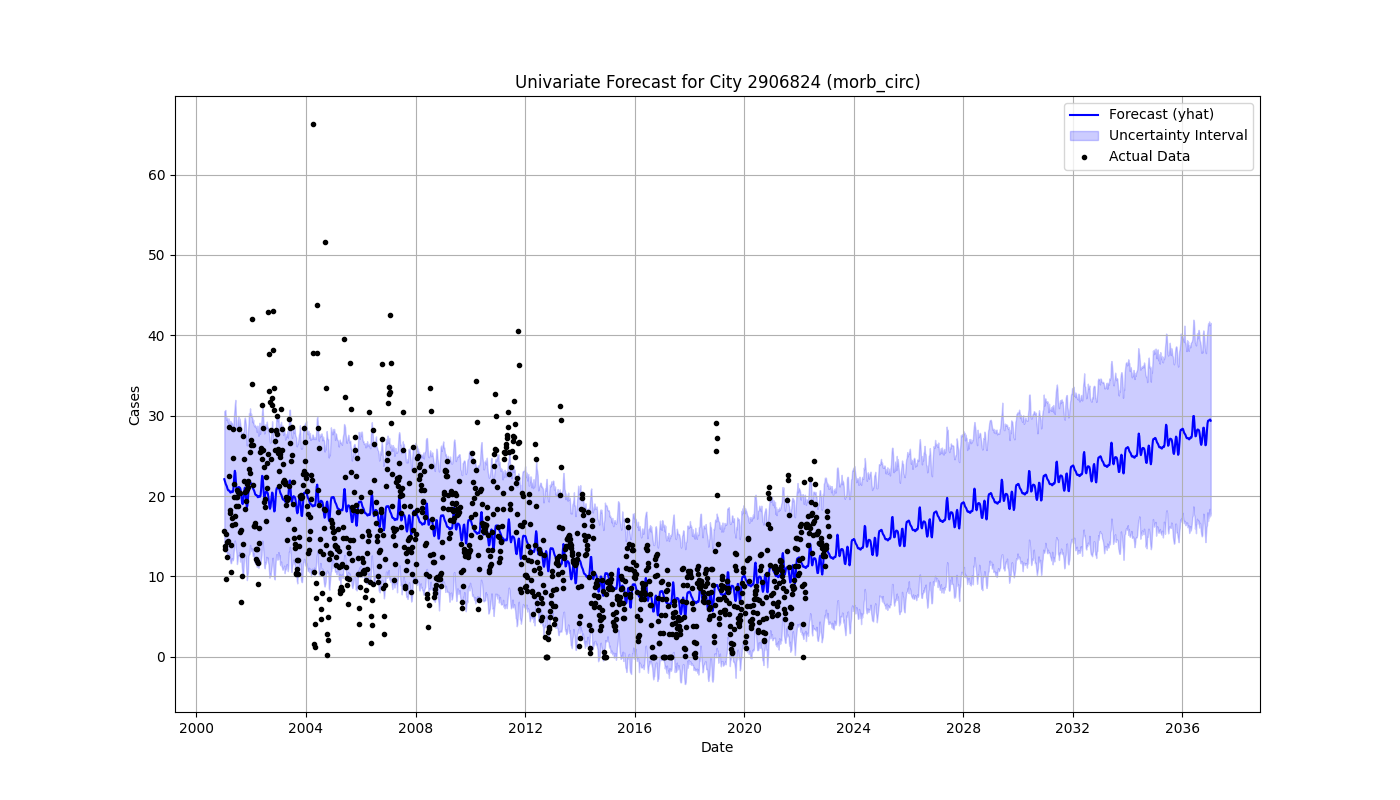 Univariate Forecast for City 2906824 (morb_circ)
Forecast (yhat)
Uncertainty Interval
Actual Data
Cases
60
50
40
30
20
10
0
2000 2004 2008 2012 2016 2020 2024 2028 2032 2036
Date